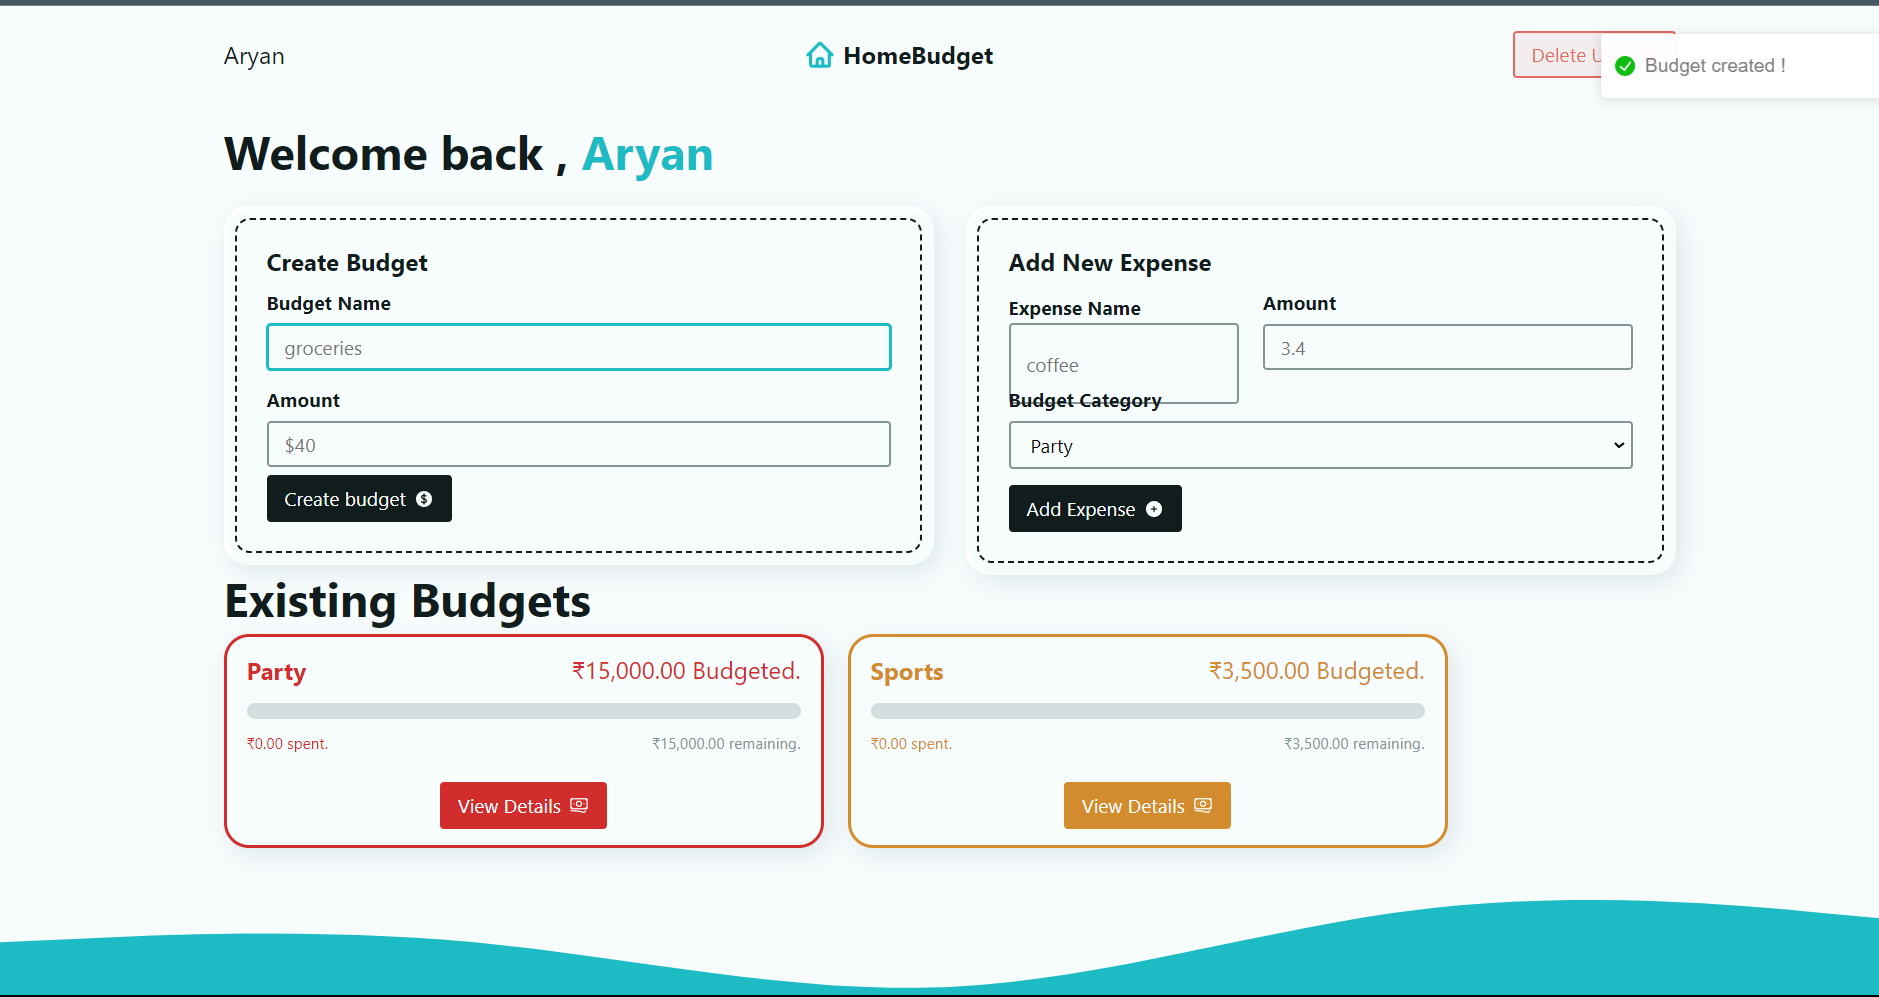 Aryan
HomeBudget
Delete U
Budget created !
Welcome back , Aryan
Create Budget
Budget Name
groceries
Amount
$40
Create budget
Add New Expense
Expense Name
coffee
Amount
3.4
Budget Category
Party
Add Expense
Existing Budgets
Party
₹15,000.00 Budgeted.
₹0.00 spent.
₹15,000.00 remaining.
View Details
Sports
₹3,500.00 Budgeted.
₹0.00 spent.
₹3,500.00 remaining.
View Details